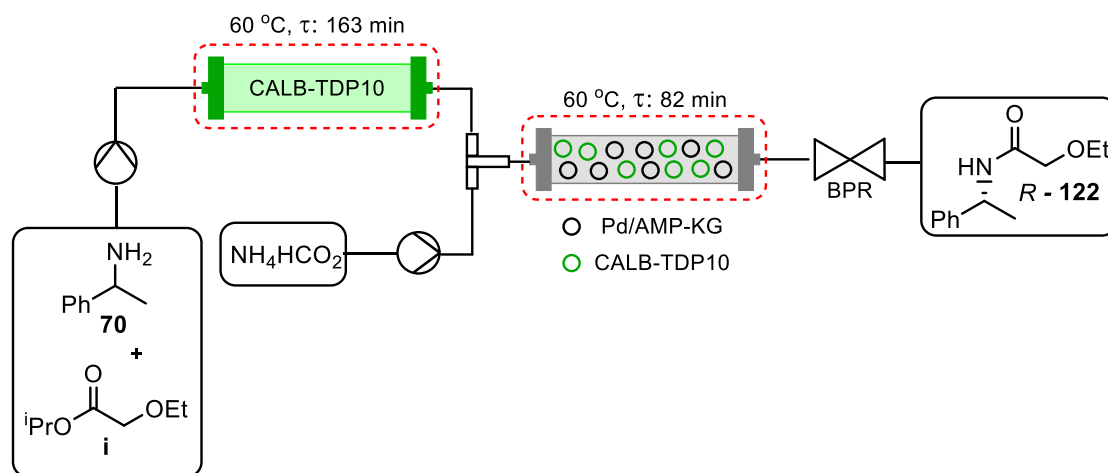 60 °C, τ: 163 min
CALB-TDP10
60 °C, τ: 82 min
BPR
O
OEt
HN
R - 122
Ph
Pd/AMP-KG
CALB-TDP10
NH₄HCO₂
NH₂
Ph
70
+
O
OEt
ⁱPrO
i